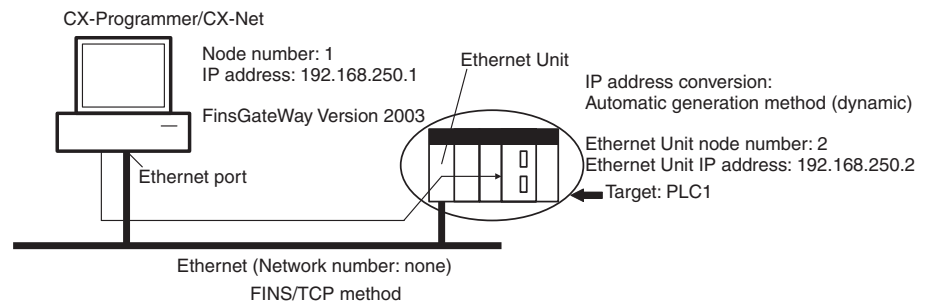 CX-Programmer/CX-Net
Node number: 1
IP address: 192.168.250.1
FinsGateWay Version 2003
Ethernet port
Ethernet Unit
IP address conversion:
Automatic generation method (dynamic)
Ethernet Unit node number: 2
Ethernet Unit IP address: 192.168.250.2
Target: PLC1
Ethernet (Network number: none)
FINS/TCP method